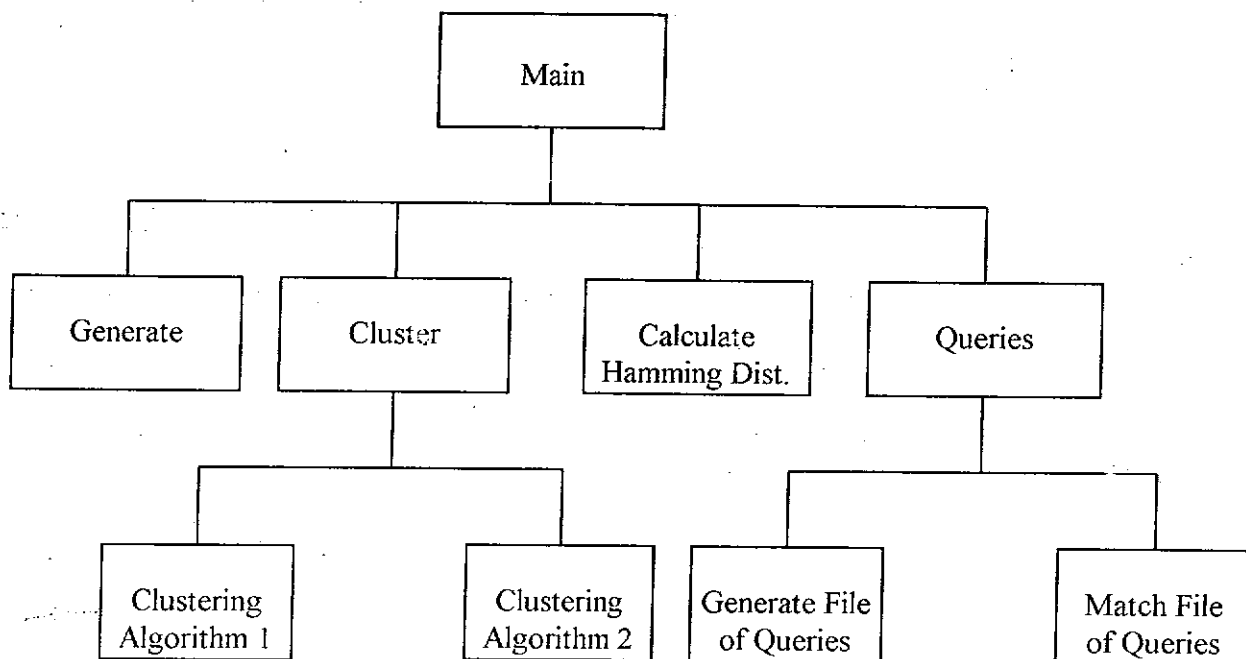 Main
Generate
Cluster
Calculate
Hamming Dist.
Queries
Clustering
Algorithm 1
Clustering
Algorithm 2
Generate File
of Queries
Match File
of Queries